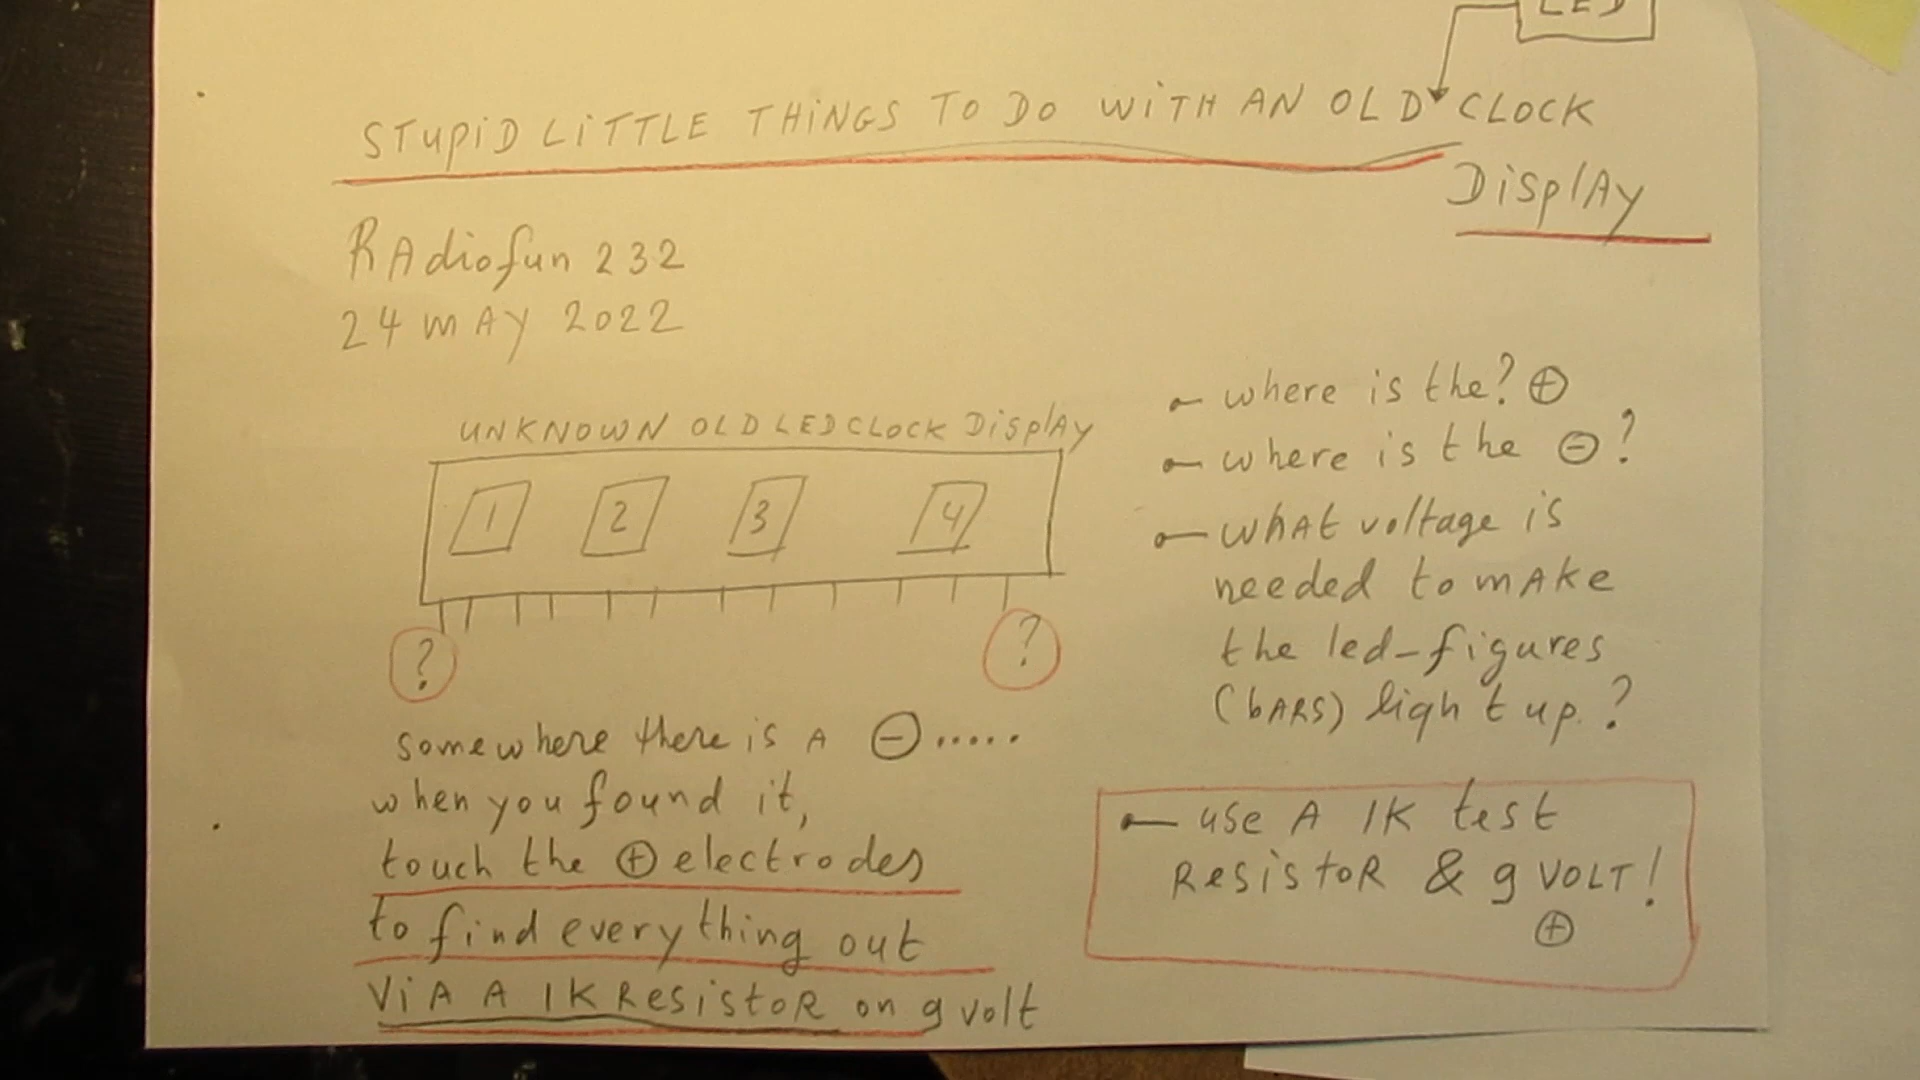 LED
STUPID LITTLE THINGS TO DO WITH AN OLD CLOCK
DISPLAY
RAdiofun 232
24 MAY 2022
UNKNOWN OLD LED CLOCK DISPLAY
1 2 3 4
? ?
somewhere there is A ⊖.....
when you found it,
touch the ⊕ electrodes
to find everything out
VIA A 1K RESISTOR on 9 volt
- where is the? ⊕
- where is the ⊖?
- WHAT voltage is
needed to mAKe
the led-figures
(bARS) light up.?
- use A 1K test
RESISTOR & 9 VOLT!
⊕